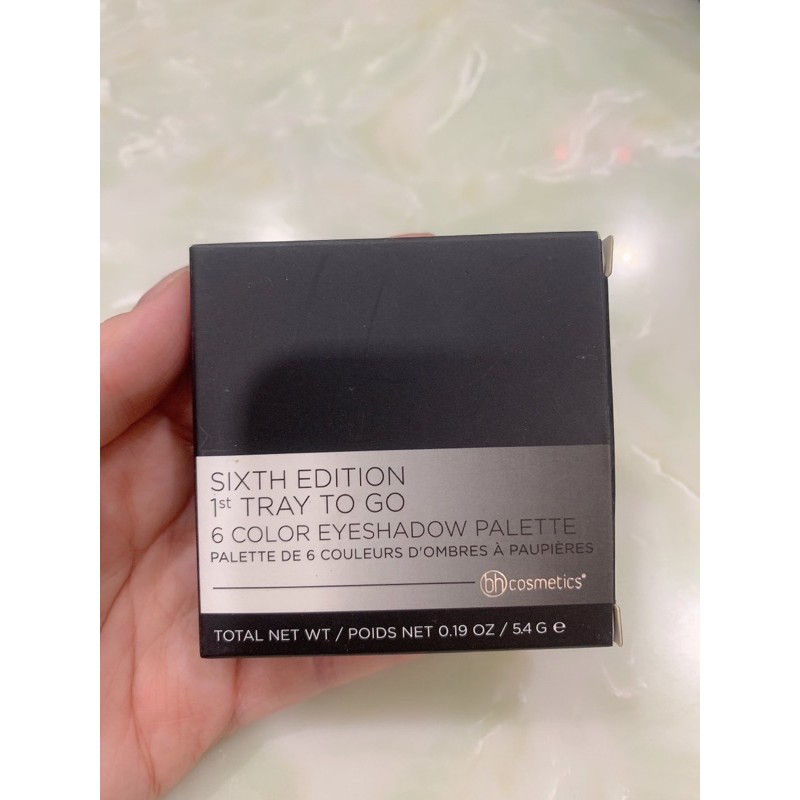 SIXTH EDITION
1st TRAY TO GO
6 COLOR EYESHADOW PALETTE
PALETTE DE 6 COULEURS D'OMBRES À PAUPIÈRES
bh cosmetics®
TOTAL NET WT / POIDS NET 0.19 OZ / 5.4 G ℮